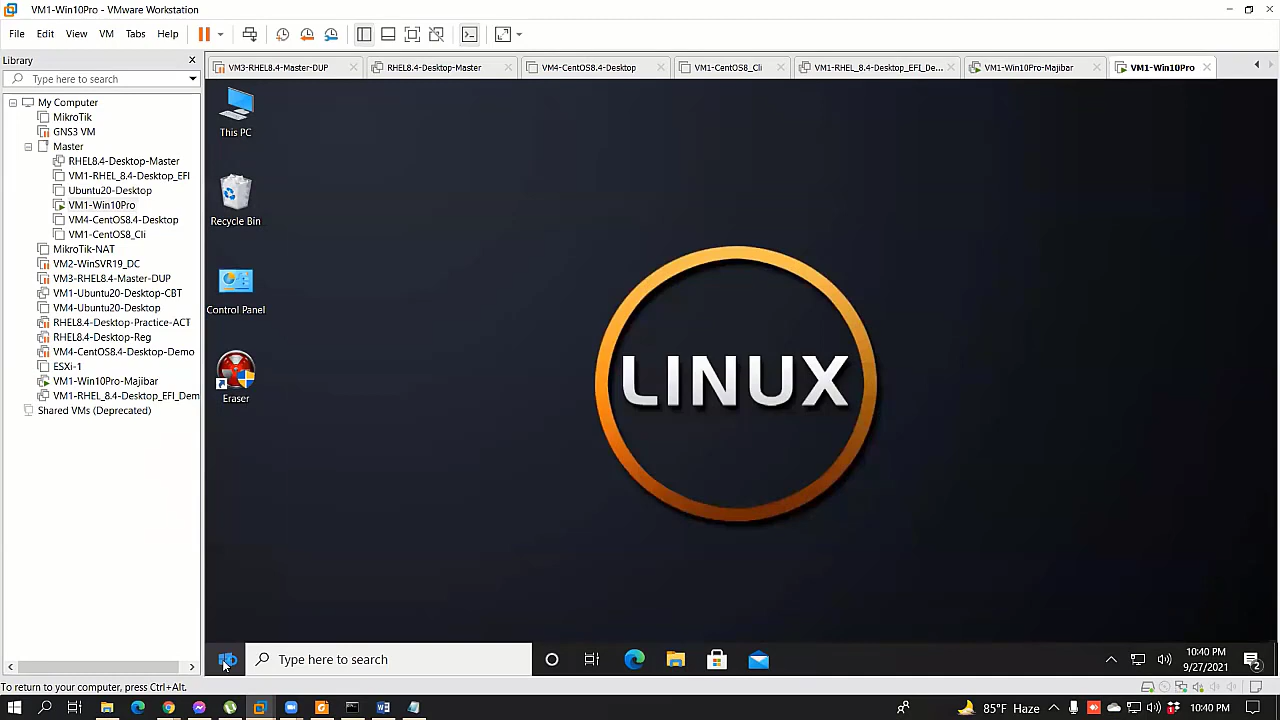 VM1-Win10Pro - VMware Workstation
File Edit View VM Tabs Help
Library
Type here to search
My Computer
MikroTik
GNS3 VM
Master
RHEL8.4-Desktop-Master
VM1-RHEL_8.4-Desktop_EFI
Ubuntu20-Desktop
VM1-Win10Pro
VM4-CentOS8.4-Desktop
VM1-CentOS8_Cli
MikroTik-NAT
VM2-WinSVR19_DC
VM3-RHEL8.4-Master-DUP
VM1-Ubuntu20-Desktop-CBT
VM4-Ubuntu20-Desktop
RHEL8.4-Desktop-Practice-ACT
RHEL8.4-Desktop-Reg
VM4-CentOS8.4-Desktop-Demo
ESXi-1
VM1-Win10Pro-Majibar
VM1-RHEL_8.4-Desktop_EFI_Dem
Shared VMs (Deprecated)
VM3-RHEL8.4-Master-DUP
RHEL8.4-Desktop-Master
VM4-CentOS8.4-Desktop
VM1-CentOS8_Cli
VM1-RHEL_8.4-Desktop_EFI_De...
VM1-Win10Pro-Majibar
VM1-Win10Pro
This PC
Recycle Bin
Control Panel
Eraser
LINUX
Type here to search
10:40 PM
9/27/2021
2
To return to your computer, press Ctrl+Alt.
85°F Haze
10:40 PM